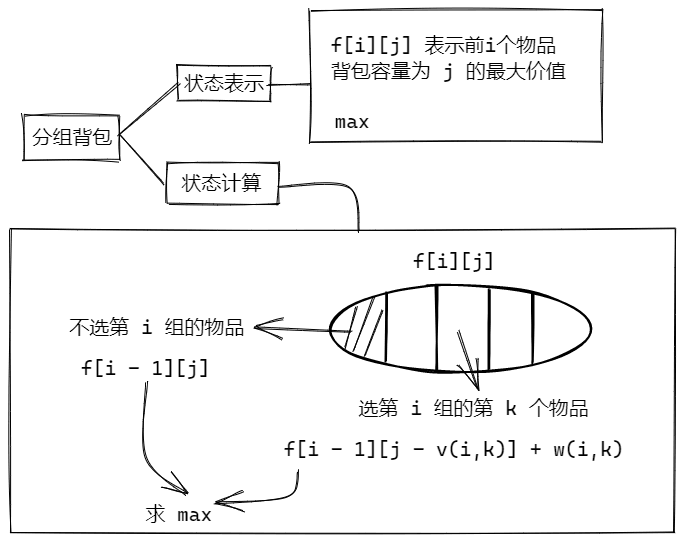 f[i][j] 表示前i个物品
背包容量为 j 的最大价值
max
状态表示
分组背包
状态计算
f[i][j]
不选第 i 组的物品
f[i - 1][j]
选第 i 组的第 k 个物品
f[i - 1][j - v(i,k)] + w(i,k)
求 max